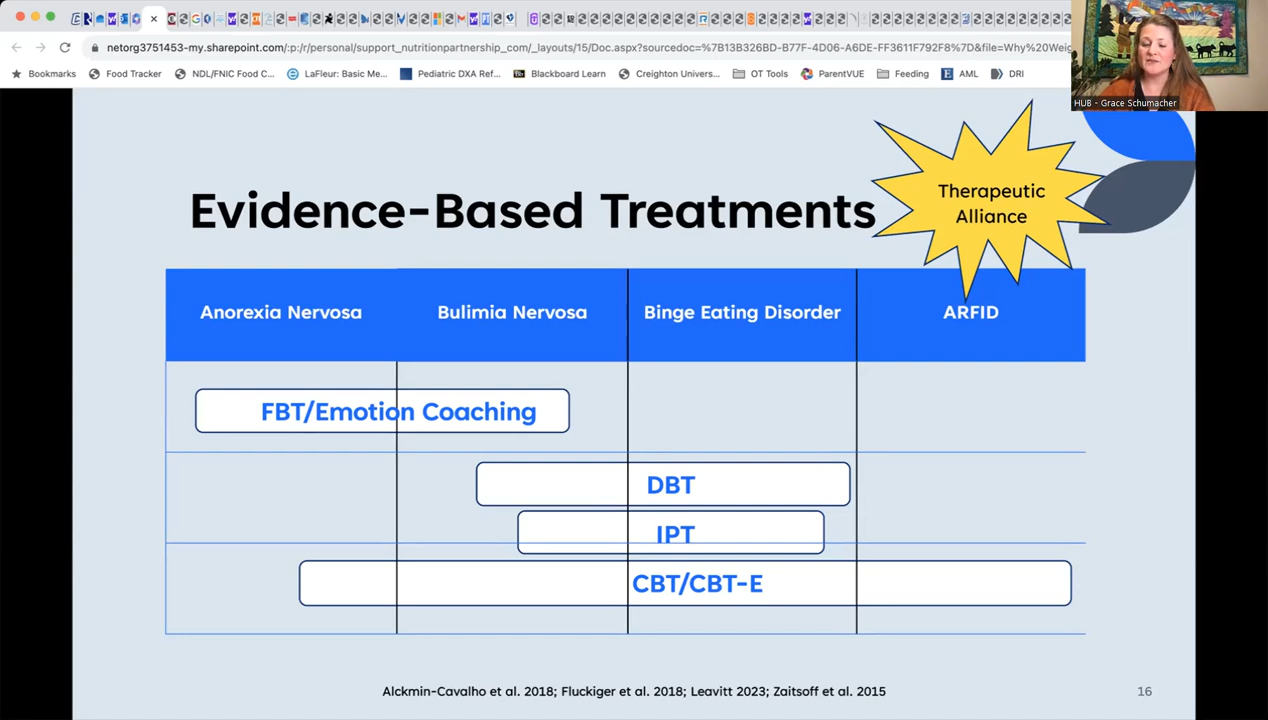 netorg3751453-my.sharepoint.com/:p:/r/personal/support_nutritionpartnership_com/_layouts/15/Doc.aspx?sourcedoc=%7B13B326BD-B77F-4D06-A6DE-FF3611F792F8%7D&file=Why%20Weig
Bookmarks Food Tracker NDL/FNIC Food C... LaFleur: Basic Me... Pediatric DXA Ref... Blackboard Learn Creighton Univers... OT Tools ParentVUE Feeding AML DRI
HUB - Grace Schumacher
Therapeutic
Alliance
Evidence-Based Treatments
Anorexia Nervosa Bulimia Nervosa Binge Eating Disorder ARFID
FBT/Emotion Coaching
DBT
IPT
CBT/CBT-E
Alckmin-Cavalho et al. 2018; Fluckiger et al. 2018; Leavitt 2023; Zaitsoff et al. 2015
16